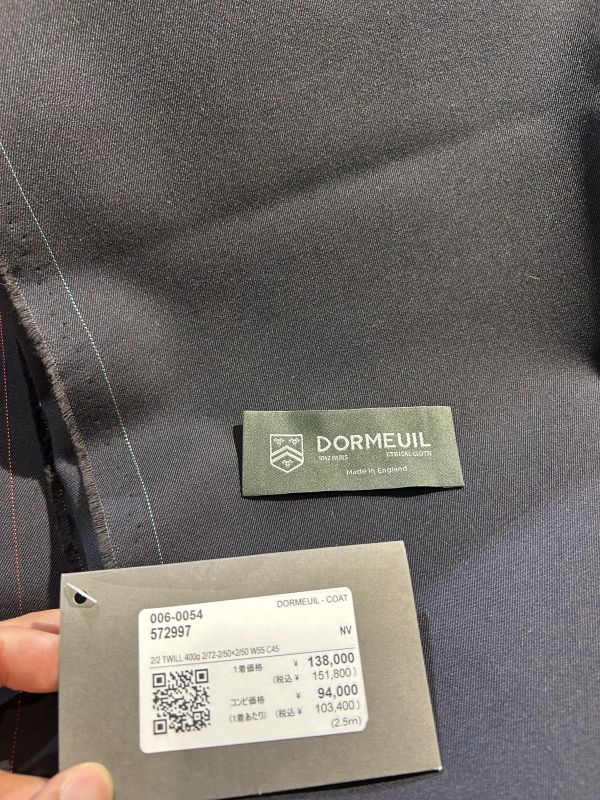 DORMEUIL
1842 PARIS ETHICAL CLOTH
Made in England
DORMEUIL - COAT
006-0054
572997
NV
2/2 TWILL 400g 2/72-2/50×2/50 W55 C45
1着価格 ¥ 138,000
(税込¥ 151,800)
コンビ価格 ¥ 94,000
(1着あたり) (税込¥ 103,400)
(2.5m)